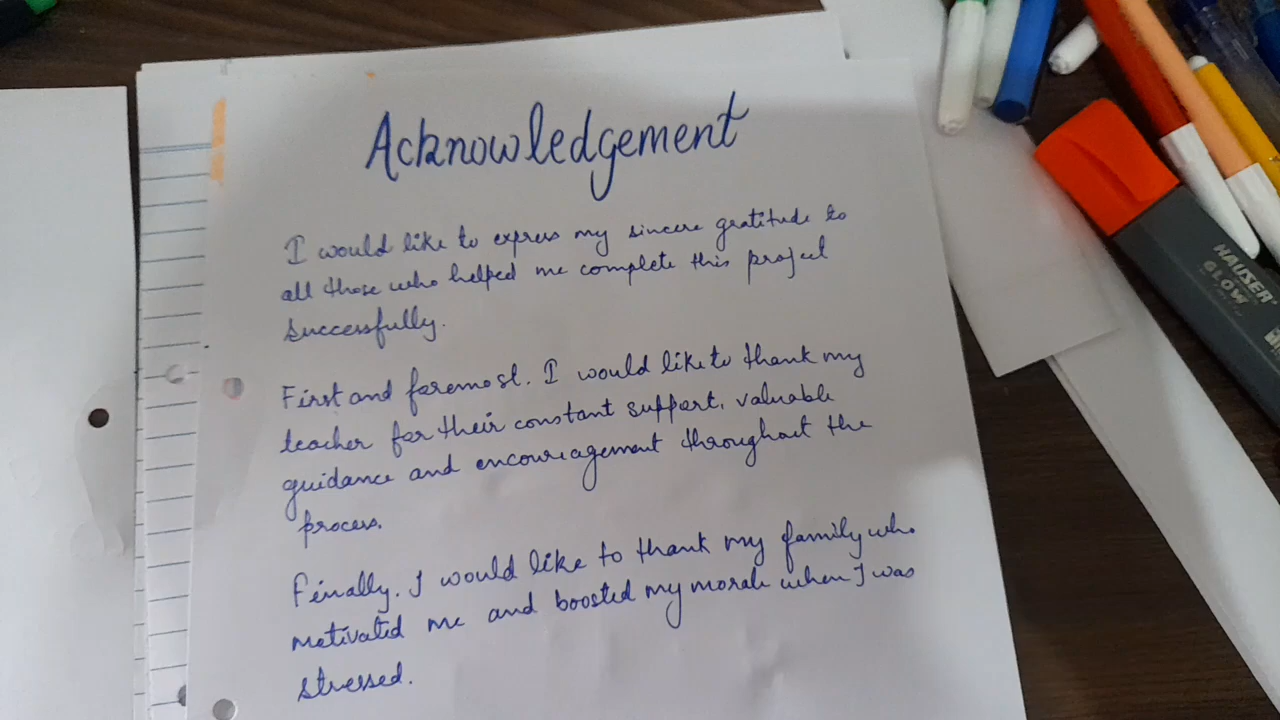 Acknowledgement
I would like to express my sincere gratitude to
all those who helped me complete this project
successfully.
First and foremost. I would like to thank my
teacher for their constant support, valuable
guidance and encouragement throughout the
process.
Finally. I would like to thank my family who
motivated me and boosted my morale when I was
stressed.
HAUSER
GLOW